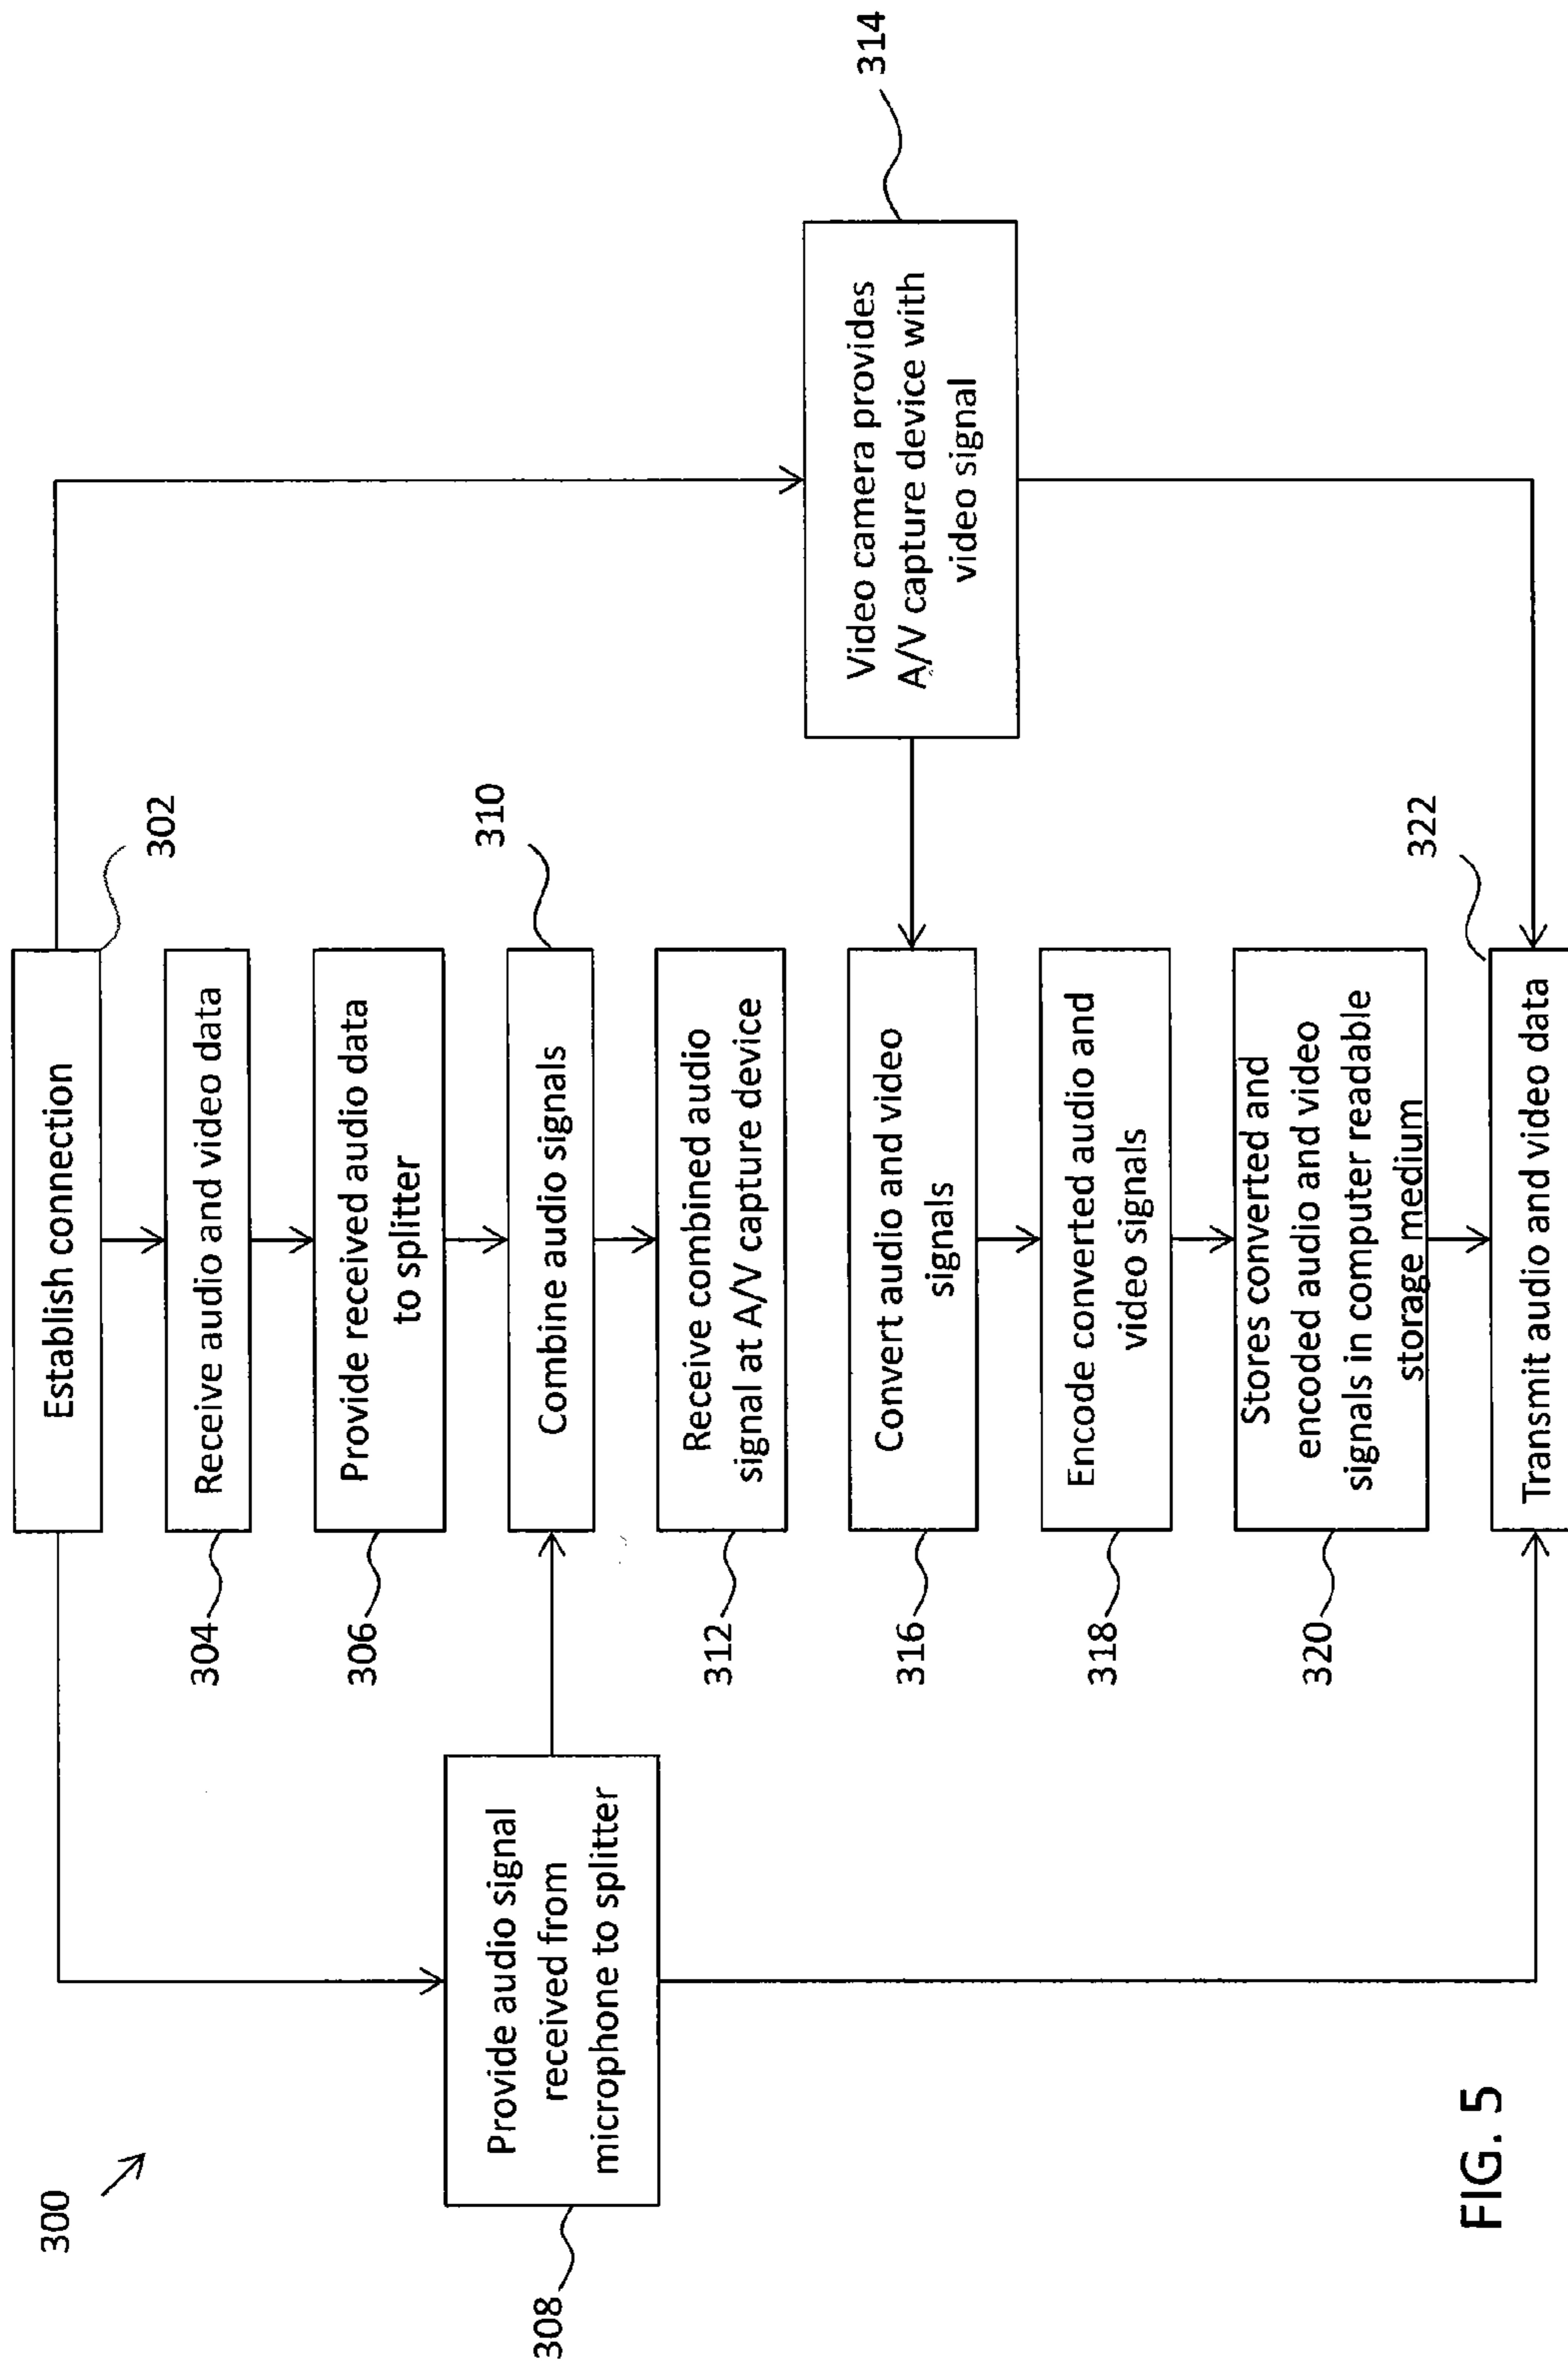 300
Establish connection
302
Receive audio and video data
304
Provide received audio data
to splitter
306
Provide audio signal
received from
microphone to splitter
308
Combine audio signals
310
Receive combined audio
signal at A/V capture device
312
Video camera provides
A/V capture device with
video signal
314
Convert audio and video
signals
316
Encode converted audio and
video signals
318
Stores converted and
encoded audio and video
signals in computer readable
storage medium
320
Transmit audio and video data
322
FIG. 5